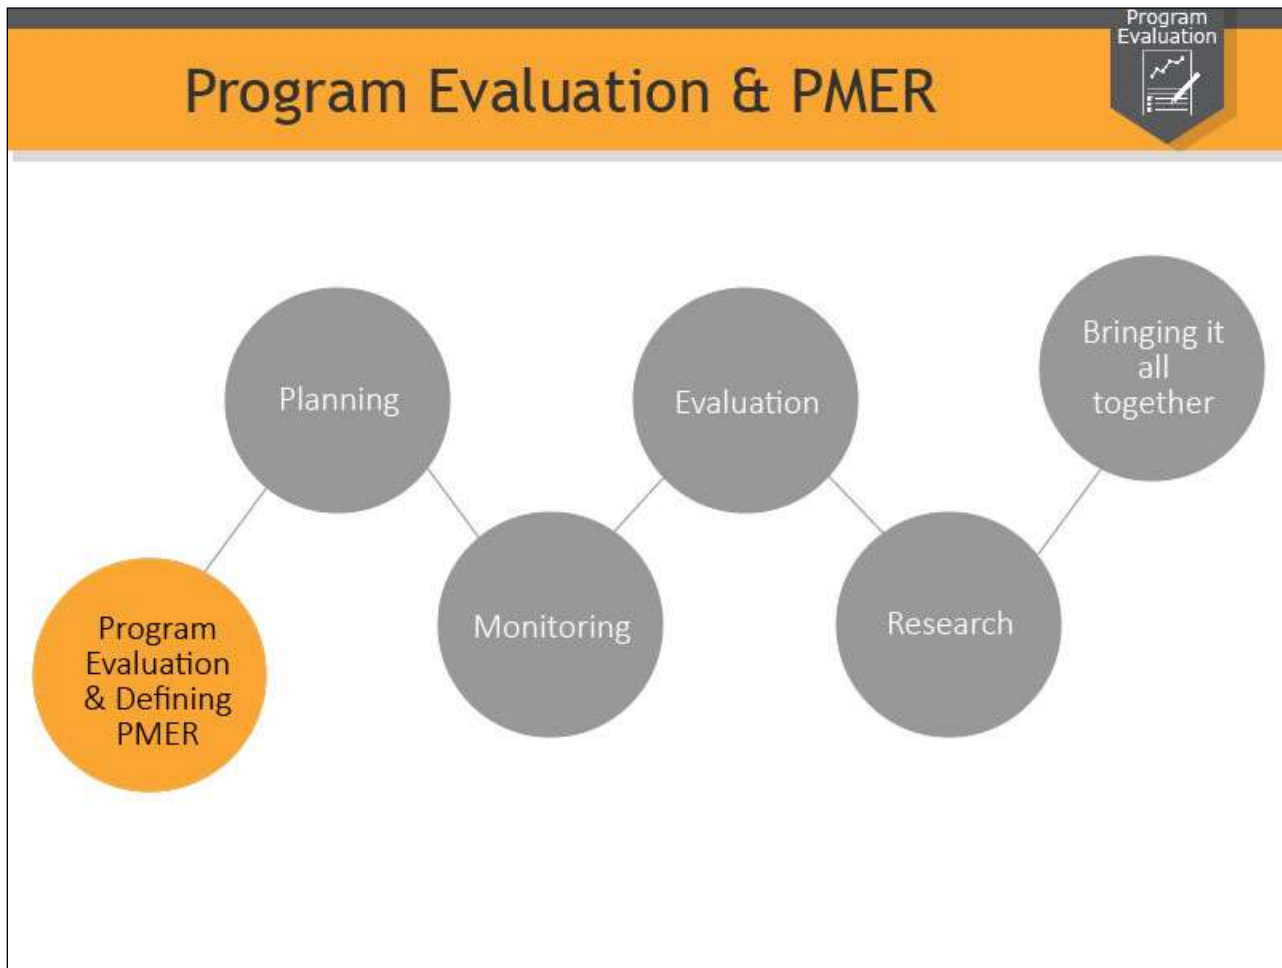 Program
Evaluation
Program Evaluation & PMER
Program
Evaluation
& Defining
PMER
Planning
Monitoring
Evaluation
Research
Bringing it
all
together